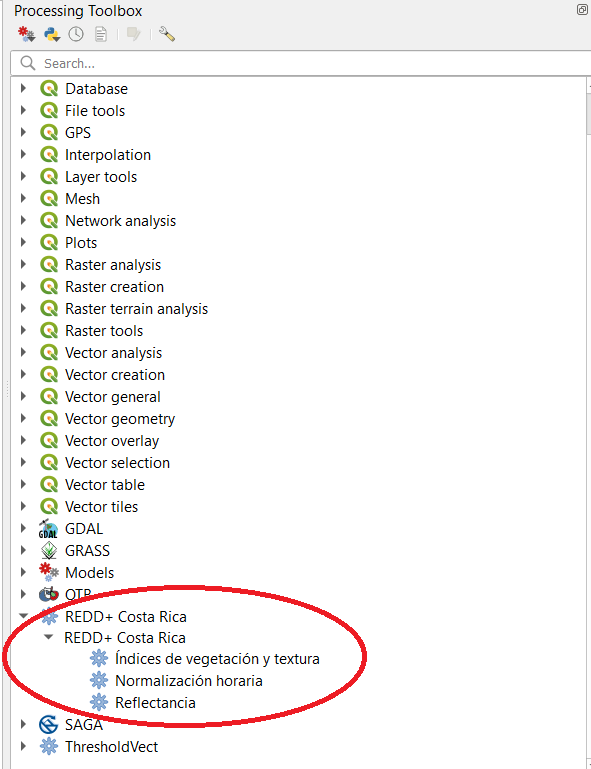 Processing Toolbox
Search...
Database
File tools
GPS
Interpolation
Layer tools
Mesh
Network analysis
Plots
Raster analysis
Raster creation
Raster terrain analysis
Raster tools
Vector analysis
Vector creation
Vector general
Vector geometry
Vector overlay
Vector selection
Vector table
Vector tiles
GDAL GDAL
GRASS
Models
OTB
REDD+ Costa Rica
REDD+ Costa Rica
Índices de vegetación y textura
Normalización horaria
Reflectancia
SAGA
ThresholdVect